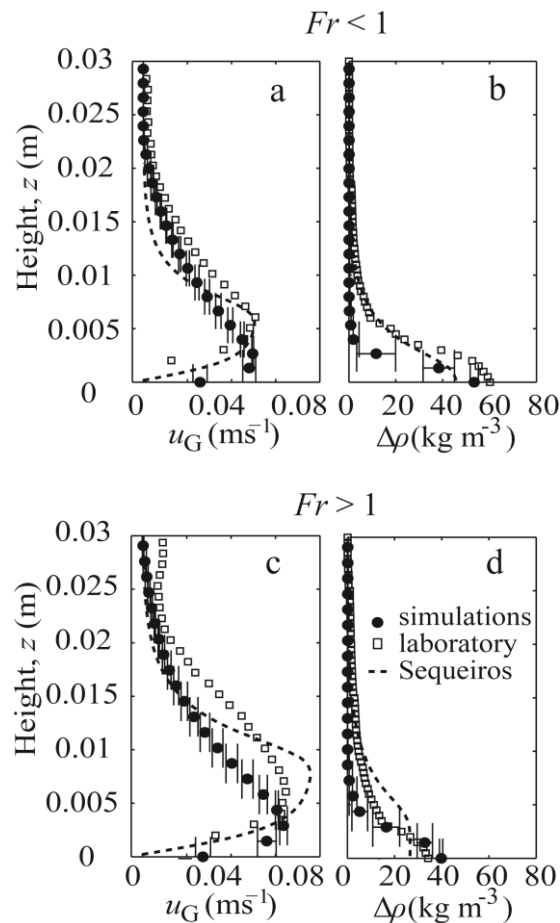 Fr < 1
a
b
0.03
0.025
0.02
0.015
0.01
0.005
0
Height, z (m)
0
0.04
0.08
0
20
40
60
80
u_G (ms⁻¹)
Δρ(kg m⁻³)
Fr > 1
c
d
0.03
0.025
0.02
0.015
0.01
0.005
0
Height, z (m)
simulations
laboratory
Sequeiros
0
0.04
0.08
0
20
40
60
80
u_G (ms⁻¹)
Δρ(kg m⁻³)